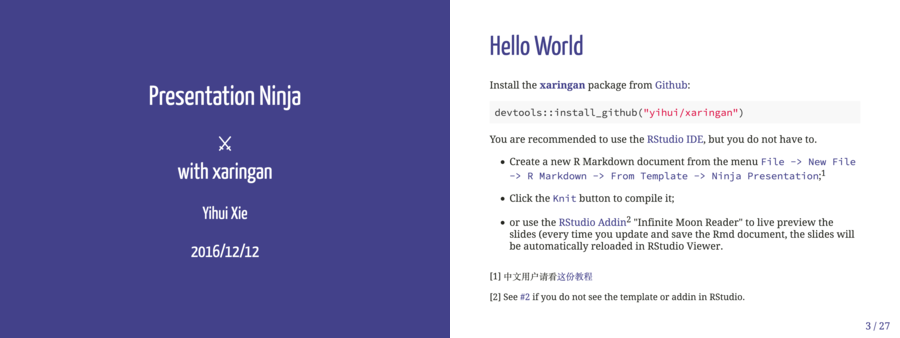 Presentation Ninja
⚔
with xaringan
Yihui Xie
2016/12/12
Hello World
Install the xaringan package from Github:
devtools::install_github("yihui/xaringan")
You are recommended to use the RStudio IDE, but you do not have to.
• Create a new R Markdown document from the menu File -> New File
-> R Markdown -> From Template -> Ninja Presentation;1
• Click the Knit button to compile it;
• or use the RStudio Addin2 "Infinite Moon Reader" to live preview the
slides (every time you update and save the Rmd document, the slides will
be automatically reloaded in RStudio Viewer.
[1] 中文用户请看这份教程
[2] See #2 if you do not see the template or addin in RStudio.
3 / 27